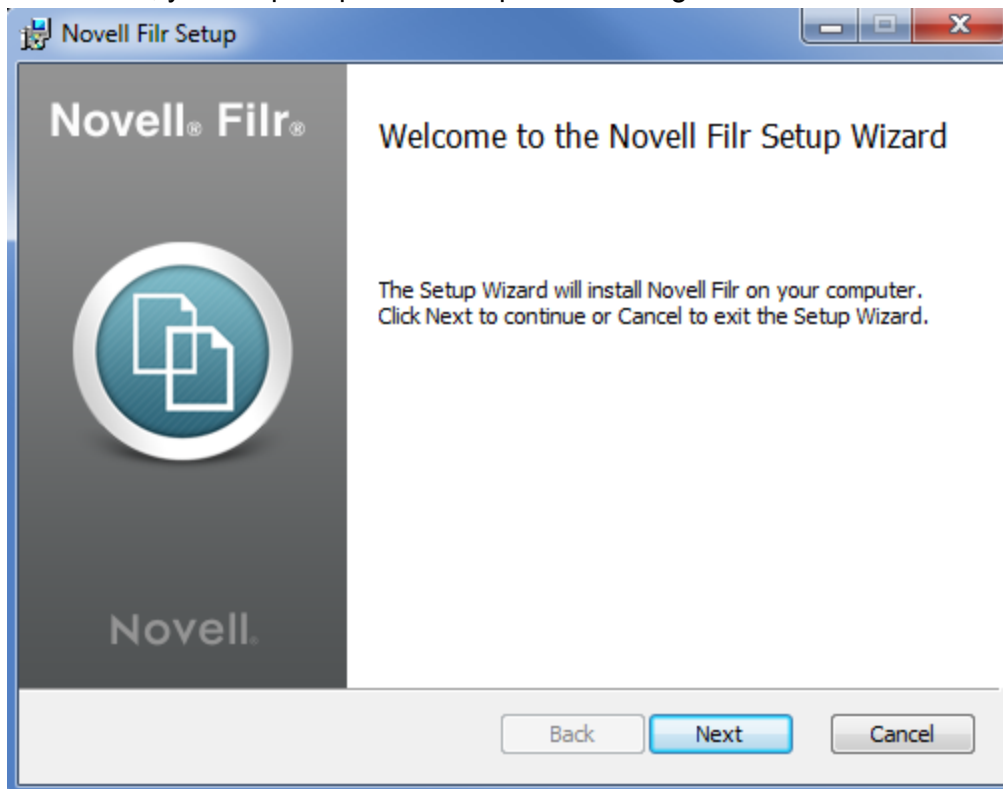 Novell Filr Setup
Novell® Filr®
Welcome to the Novell Filr Setup Wizard
The Setup Wizard will install Novell Filr on your computer.
Click Next to continue or Cancel to exit the Setup Wizard.
Novell®
Back Next Cancel